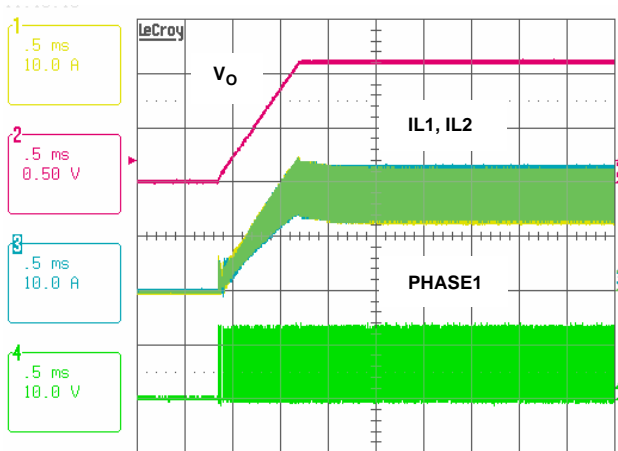 1
.5 ms
10.0 A
2
.5 ms
0.50 V
3
.5 ms
10.0 A
4
.5 ms
10.0 V
LeCroy
VO
IL1, IL2
PHASE1